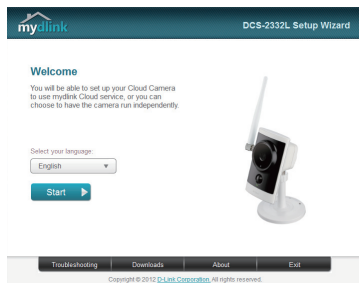 mydlink
DCS-2332L Setup Wizard
Welcome
You will be able to set up your Cloud Camera
to use mydlink Cloud service, or you can
choose to have the camera run independently.
Select your language:
English
Start
Troubleshooting Downloads About Exit
Copyright © 2012 D-Link Corporation. All rights reserved.